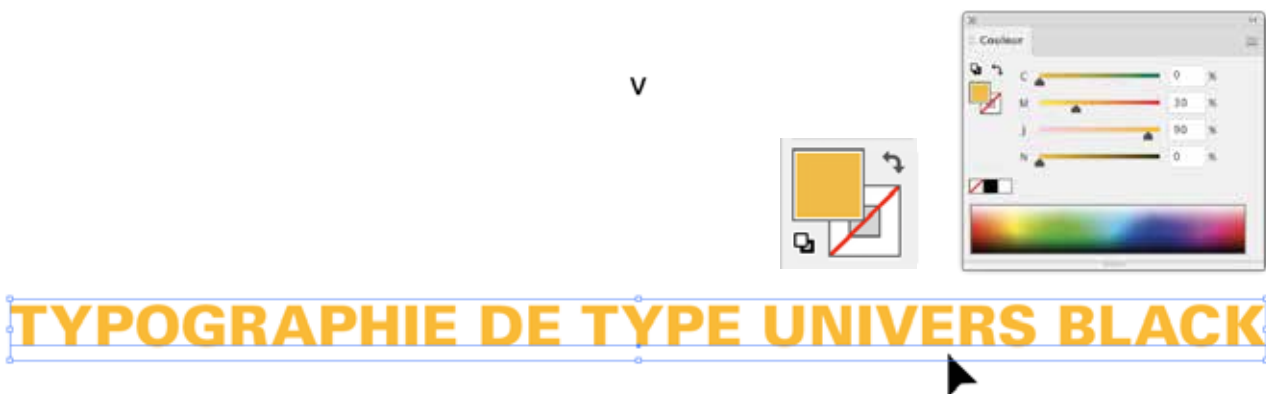 Couleur
v
C 0 %
M 30 %
J 90 %
N 0 %
TYPOGRAPHIE DE TYPE UNIVERS BLACK